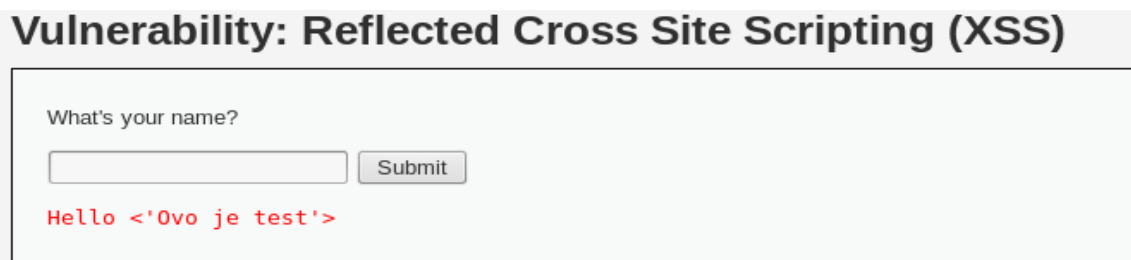 Vulnerability: Reflected Cross Site Scripting (XSS)
What's your name?
Submit
Hello <'Ovo je test'>